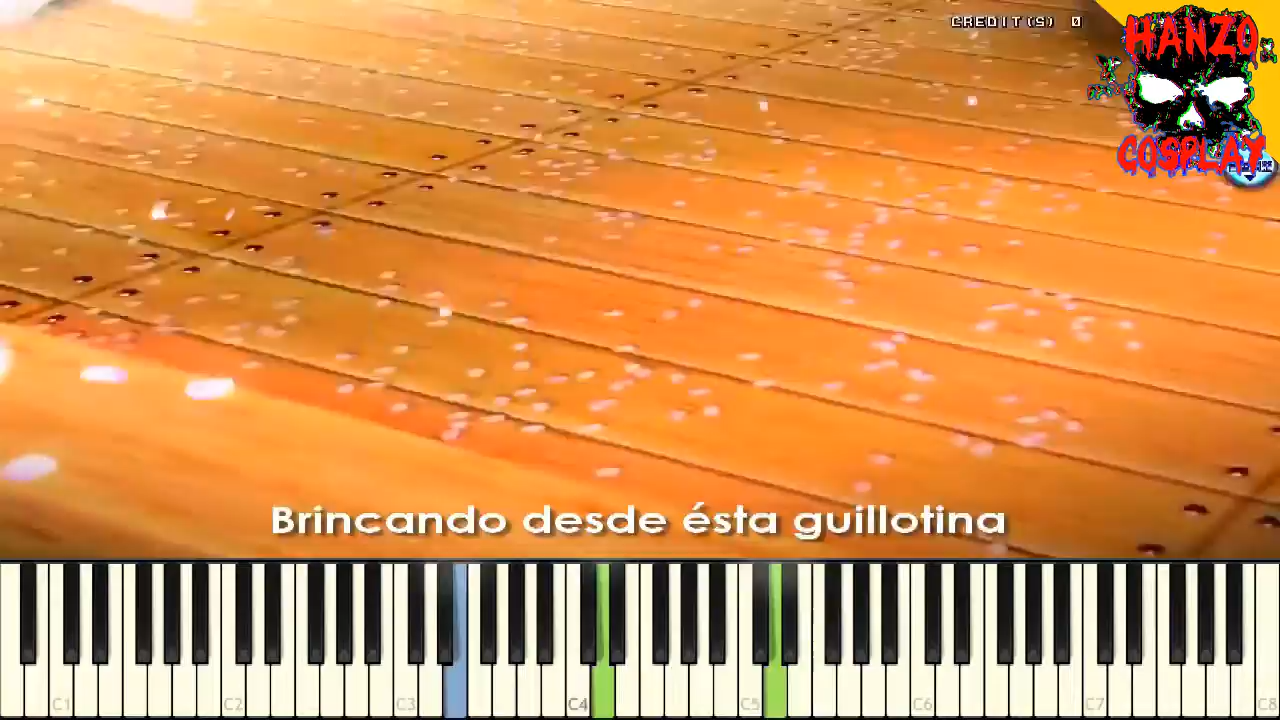 CREDIT(S) 0
HANZO
COSPLAY
Brincando desde ésta guillotina
C1 C2 C3 C4 C5 C6 C7 C8